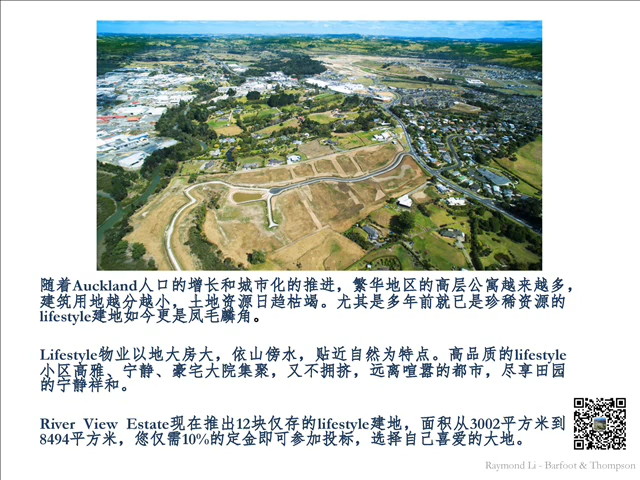 随着Auckland人口的增长和城市化的推进，繁华地区的高层公寓越来越多，
建筑用地越分越小，土地资源日趋枯竭。尤其是多年前就已是珍稀资源的
lifestyle建地如今更是凤毛麟角。
Lifestyle物业以地大房大，依山傍水，贴近自然为特点。高品质的lifestyle
小区高雅、宁静、豪宅大院集聚，又不拥挤，远离喧嚣的都市，尽享田园
的宁静祥和。
River View Estate现在推出12块仅存的lifestyle建地，面积从3002平方米到
8494平方米，您仅需10%的定金即可参加投标，选择自己喜爱的大地。
Raymond Li - Barfoot & Thompson